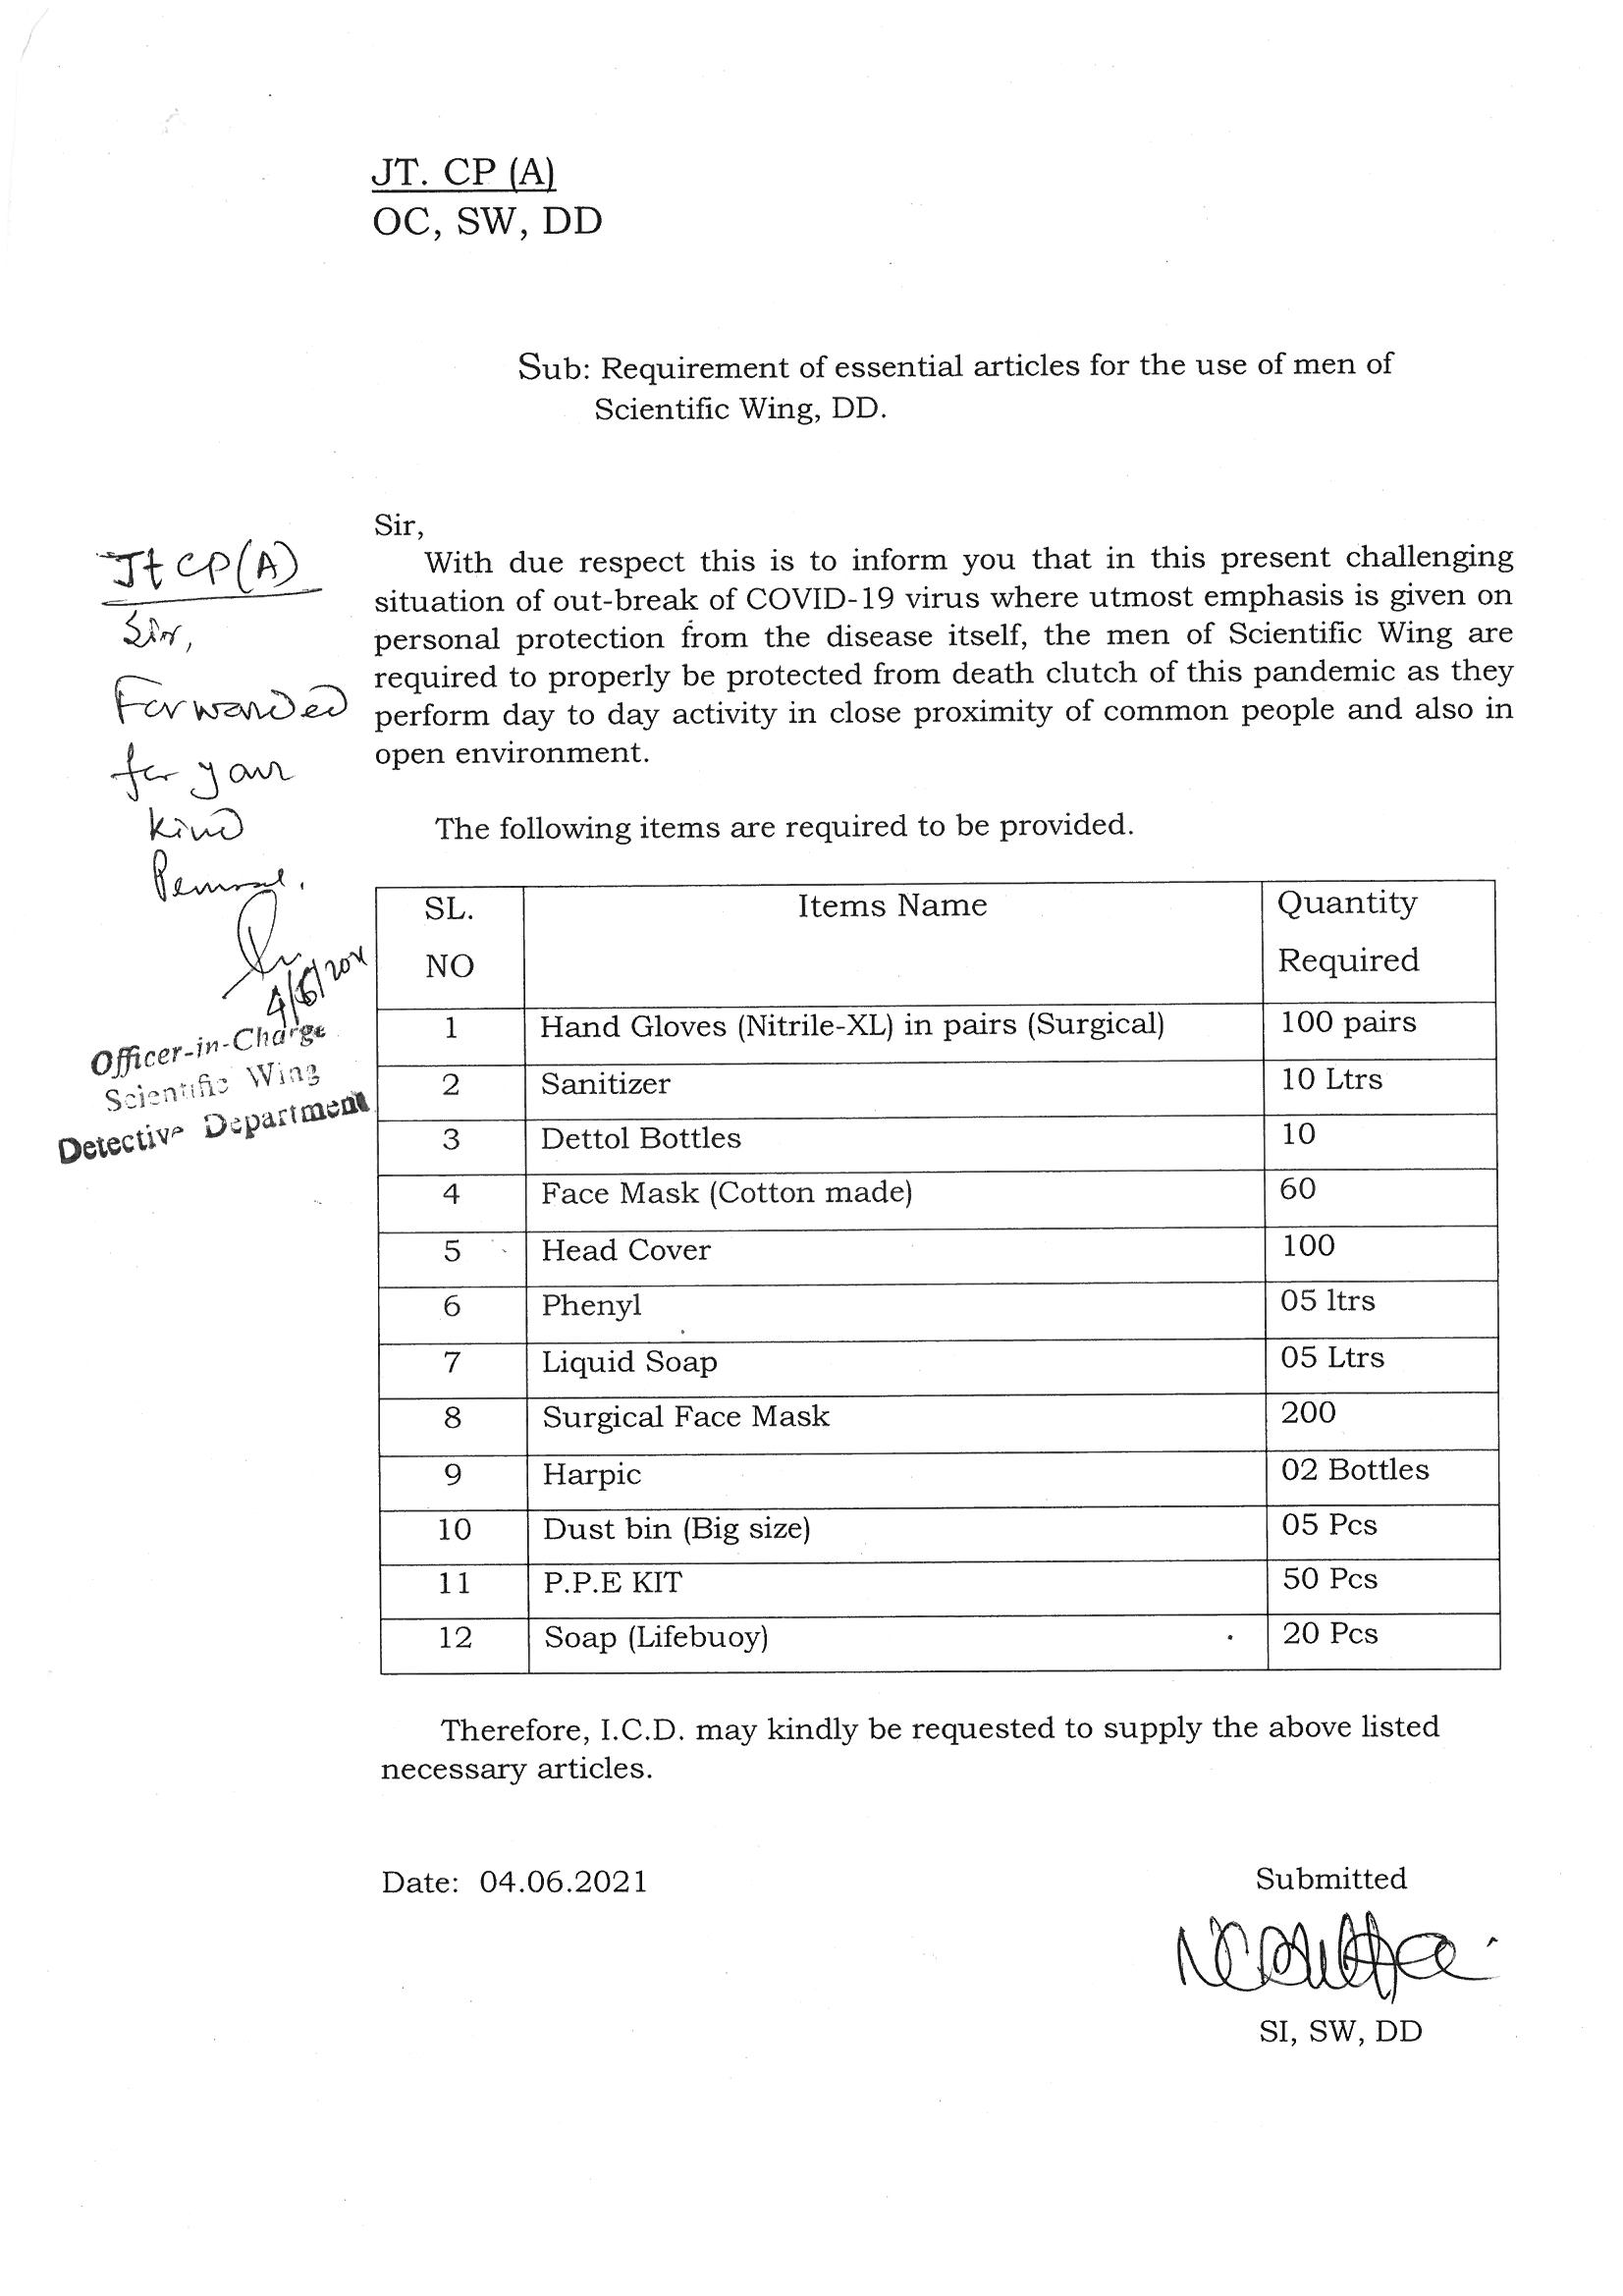 JT. CP (A)
OC, SW, DD
Sub: Requirement of essential articles for the use of men of
Scientific Wing, DD.
Sir,
With due respect this is to inform you that in this present challenging
situation of out-break of COVID-19 virus where utmost emphasis is given on
personal protection from the disease itself, the men of Scientific Wing are
required to properly be protected from death clutch of this pandemic as they
perform day to day activity in close proximity of common people and also in
open environment.
Jt CP(A)
Sir,
Forwarded
for your
kind
Perusal.
4/6/2021
Officer-in-Charge
Scientific Wing
Detective Department
The following items are required to be provided.
SL. NO Items Name Quantity Required
1 Hand Gloves (Nitrile-XL) in pairs (Surgical) 100 pairs
2 Sanitizer 10 Ltrs
3 Dettol Bottles 10
4 Face Mask (Cotton made) 60
5 Head Cover 100
6 Phenyl 05 ltrs
7 Liquid Soap 05 Ltrs
8 Surgical Face Mask 200
9 Harpic 02 Bottles
10 Dust bin (Big size) 05 Pcs
11 P.P.E KIT 50 Pcs
12 Soap (Lifebuoy) 20 Pcs
Therefore, I.C.D. may kindly be requested to supply the above listed
necessary articles.
Date: 04.06.2021
Submitted
SI, SW, DD